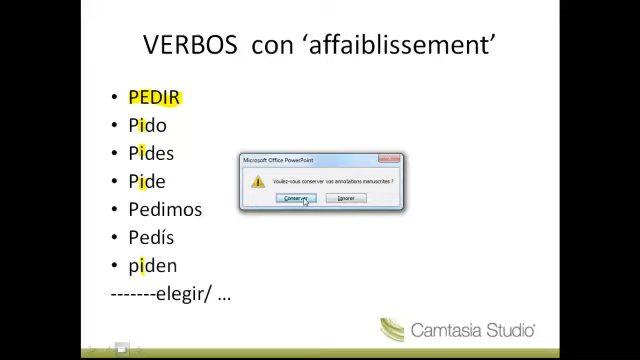 VERBOS con ‘affaiblissement’
• PEDIR
• Pido
• Pides
• Pide
• Pedimos
• Pedís
• piden
-------elegir/ ...
Microsoft Office PowerPoint
Voulez-vous conserver vos annotations manuscrites ?
Conserver
Ignorer
Camtasia Studio